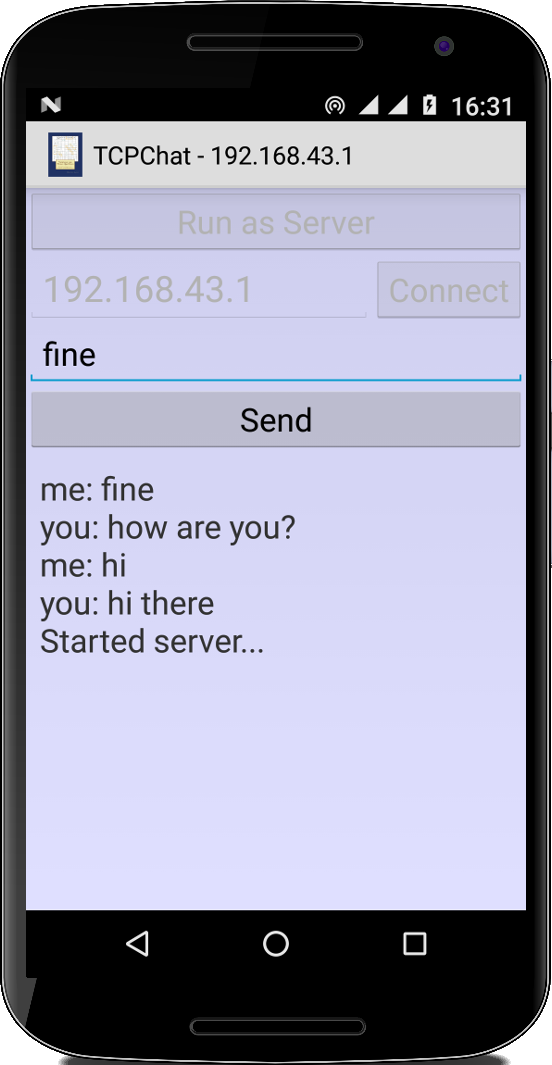 16:31
TCPChat - 192.168.43.1
Run as Server
192.168.43.1 Connect
fine
Send
me: fine
you: how are you?
me: hi
you: hi there
Started server...